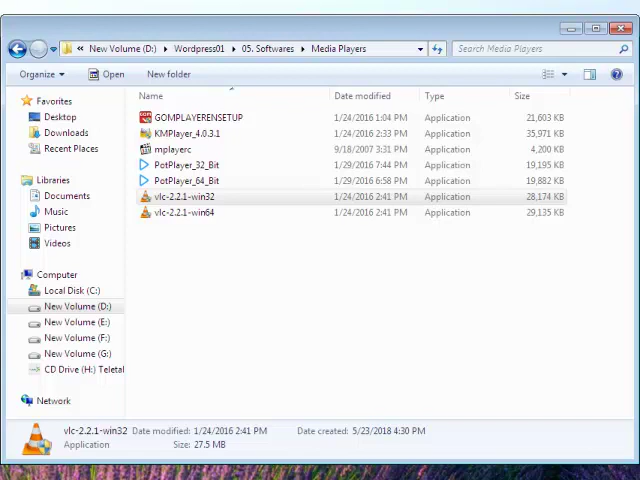 « New Volume (D:) ▸ Wordpress01 ▸ 05. Softwares ▸ Media Players
Search Media Players
Organize Open New folder
Name Date modified Type Size
GOMPLAYERENSETUP 1/24/2016 1:04 PM Application 21,603 KB
KMPlayer_4.0.3.1 1/24/2016 2:33 PM Application 35,971 KB
mplayerc 9/18/2007 3:31 PM Application 4,200 KB
PotPlayer_32_Bit 1/29/2016 7:44 PM Application 19,195 KB
PotPlayer_64_Bit 1/29/2016 6:58 PM Application 19,882 KB
vlc-2.2.1-win32 1/24/2016 2:41 PM Application 28,174 KB
vlc-2.2.1-win64 1/24/2016 2:41 PM Application 29,135 KB
Favorites
Desktop
Downloads
Recent Places
Libraries
Documents
Music
Pictures
Videos
Computer
Local Disk (C:)
New Volume (D:)
New Volume (E:)
New Volume (F:)
New Volume (G:)
CD Drive (H:) Teletal
Network
vlc-2.2.1-win32 Date modified: 1/24/2016 2:41 PM Date created: 5/23/2018 4:30 PM
Application Size: 27.5 MB